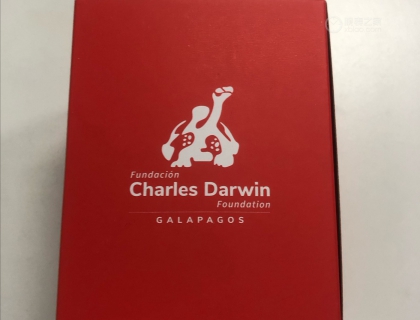 Fundación
Charles Darwin
Foundation
GALAPAGOS